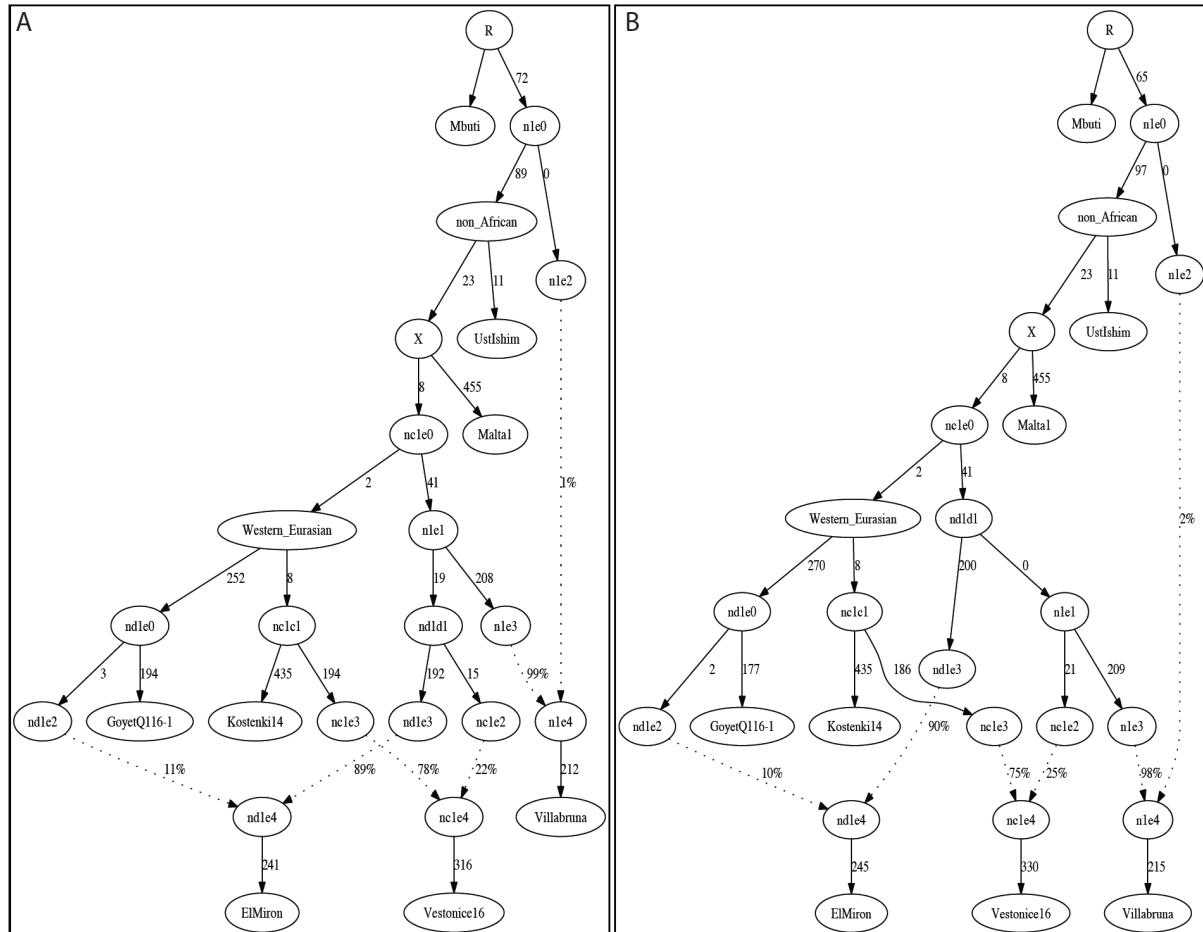 A
R
72
Mbuti
n1e0
89
0
non_African
n1e2
23
11
X
UstIshim
8
455
nc1e0
Malta1
2
41
1%
Western_Eurasian
n1e1
252
8
19
208
nd1e0
nc1c1
nd1d1
n1e3
3
194
435
194
192
15
99%
nd1e2
GoyetQ116-1
Kostenki14
nc1e3
nd1e3
nc1e2
n1e4
11%
89%
78%
22%
212
nd1e4
nc1e4
Villabruna
241
316
ElMiron
Vestonice16
B
R
65
Mbuti
n1e0
97
0
non_African
n1e2
23
11
X
UstIshim
8
455
nc1e0
Malta1
2
41
2%
Western_Eurasian
nd1d1
270
8
200
0
nd1e0
nc1c1
n1e1
2
177
435
186
nd1e3
21
209
nd1e2
GoyetQ116-1
Kostenki14
90%
nc1e3
nc1e2
n1e3
10%
75%
25%
98%
nd1e4
nc1e4
n1e4
245
330
215
ElMiron
Vestonice16
Villabruna